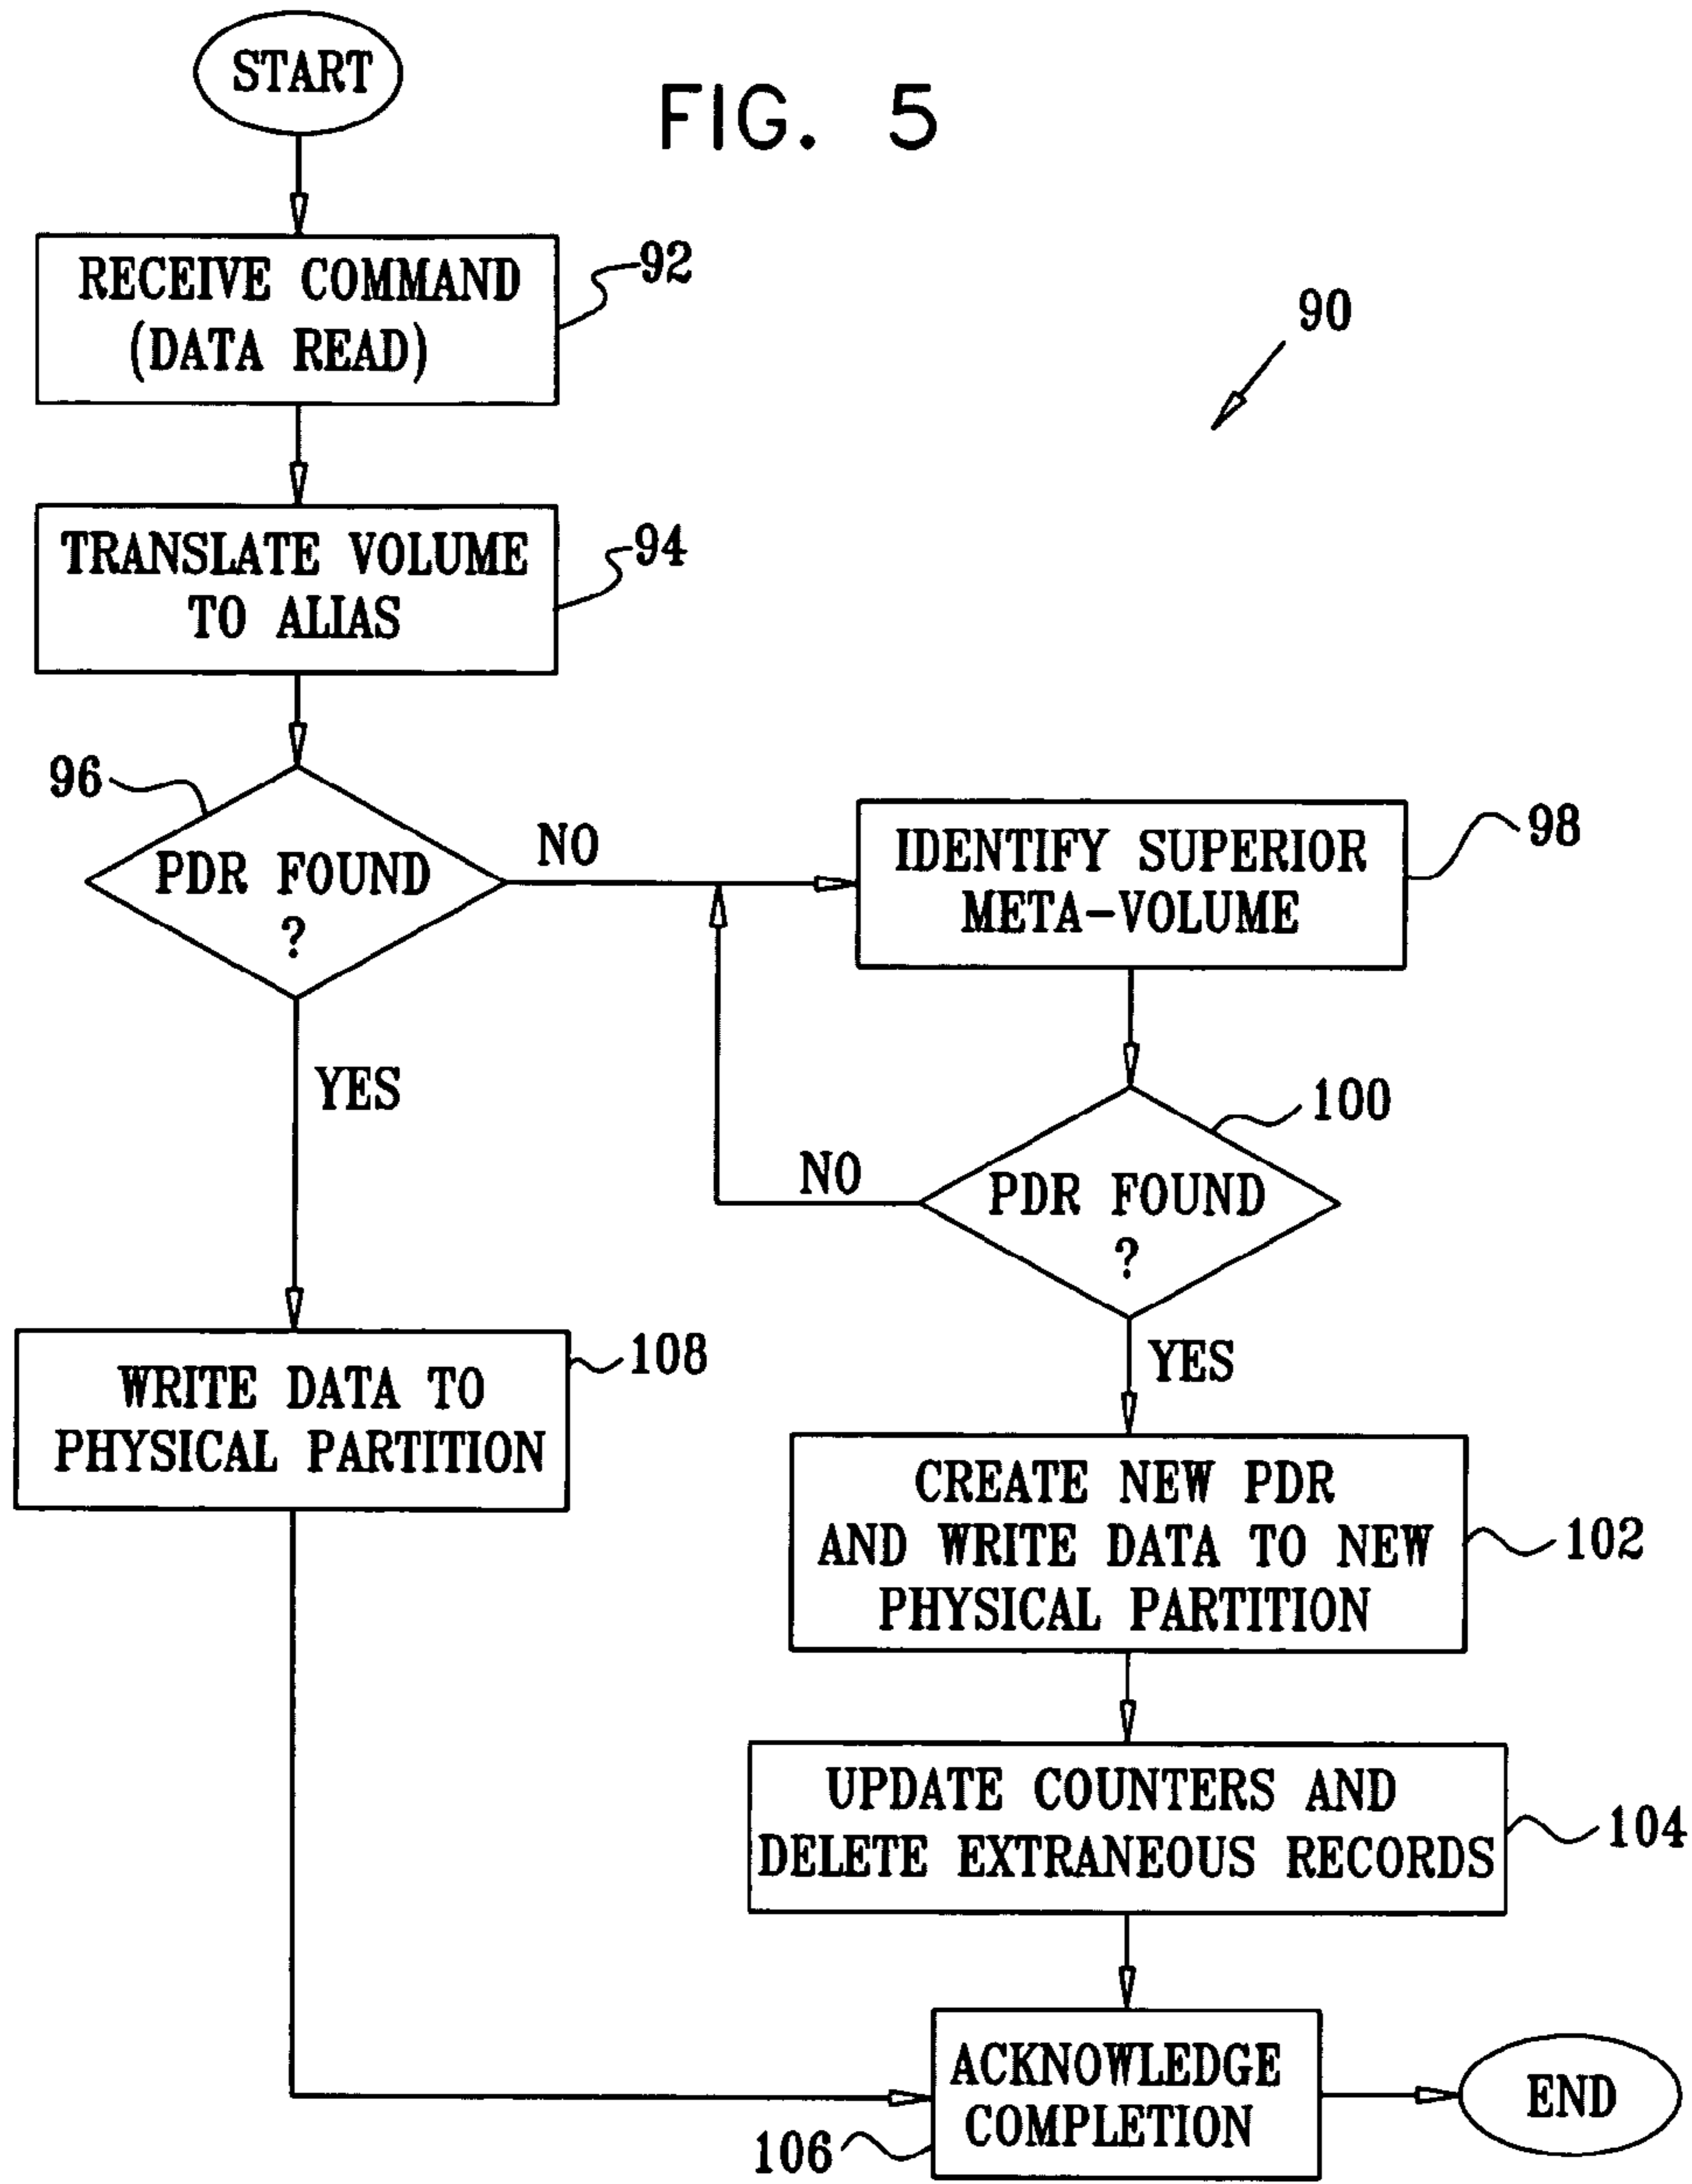 START
FIG. 5
RECEIVE COMMAND
(DATA READ)
92
90
TRANSLATE VOLUME
TO ALIAS
94
96
PDR FOUND
?
NO
IDENTIFY SUPERIOR
META-VOLUME
98
YES
100
NO
PDR FOUND
?
YES
WRITE DATA TO
PHYSICAL PARTITION
108
CREATE NEW PDR
AND WRITE DATA TO NEW
PHYSICAL PARTITION
102
UPDATE COUNTERS AND
DELETE EXTRANEOUS RECORDS
104
ACKNOWLEDGE
COMPLETION
106
END